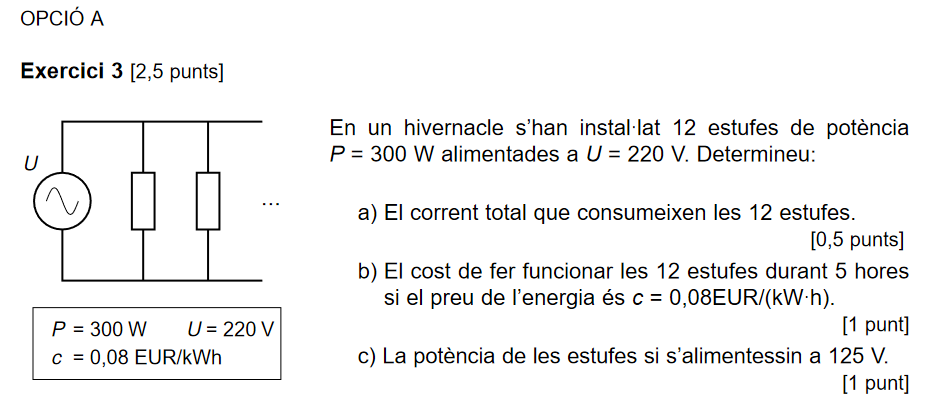 OPCIÓ A
Exercici 3 [2,5 punts]
U
...
P = 300 W U = 220 V
c = 0,08 EUR/kWh
En un hivernacle s'han instal·lat 12 estufes de potència
P = 300 W alimentades a U = 220 V. Determineu:
a) El corrent total que consumeixen les 12 estufes.
[0,5 punts]
b) El cost de fer funcionar les 12 estufes durant 5 hores
si el preu de l'energia és c = 0,08EUR/(kW·h).
[1 punt]
c) La potència de les estufes si s'alimentessin a 125 V.
[1 punt]